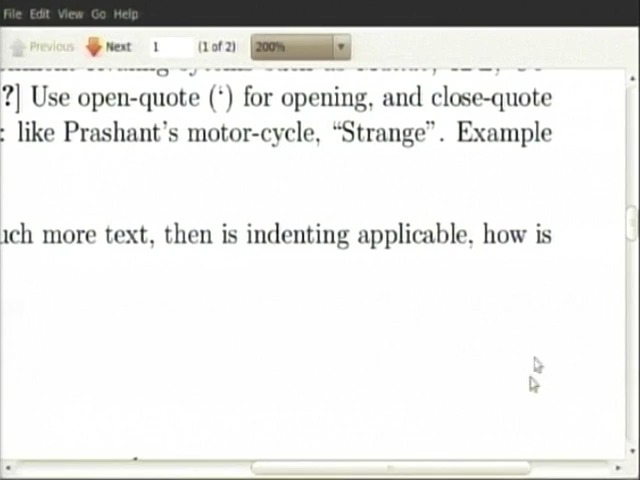 File Edit View Go Help
Previous Next 1 (1 of 2) 200%
?] Use open-quote (‘) for opening, and close-quote
: like Prashant’s motor-cycle, “Strange”. Example
uch more text, then is indenting applicable, how is